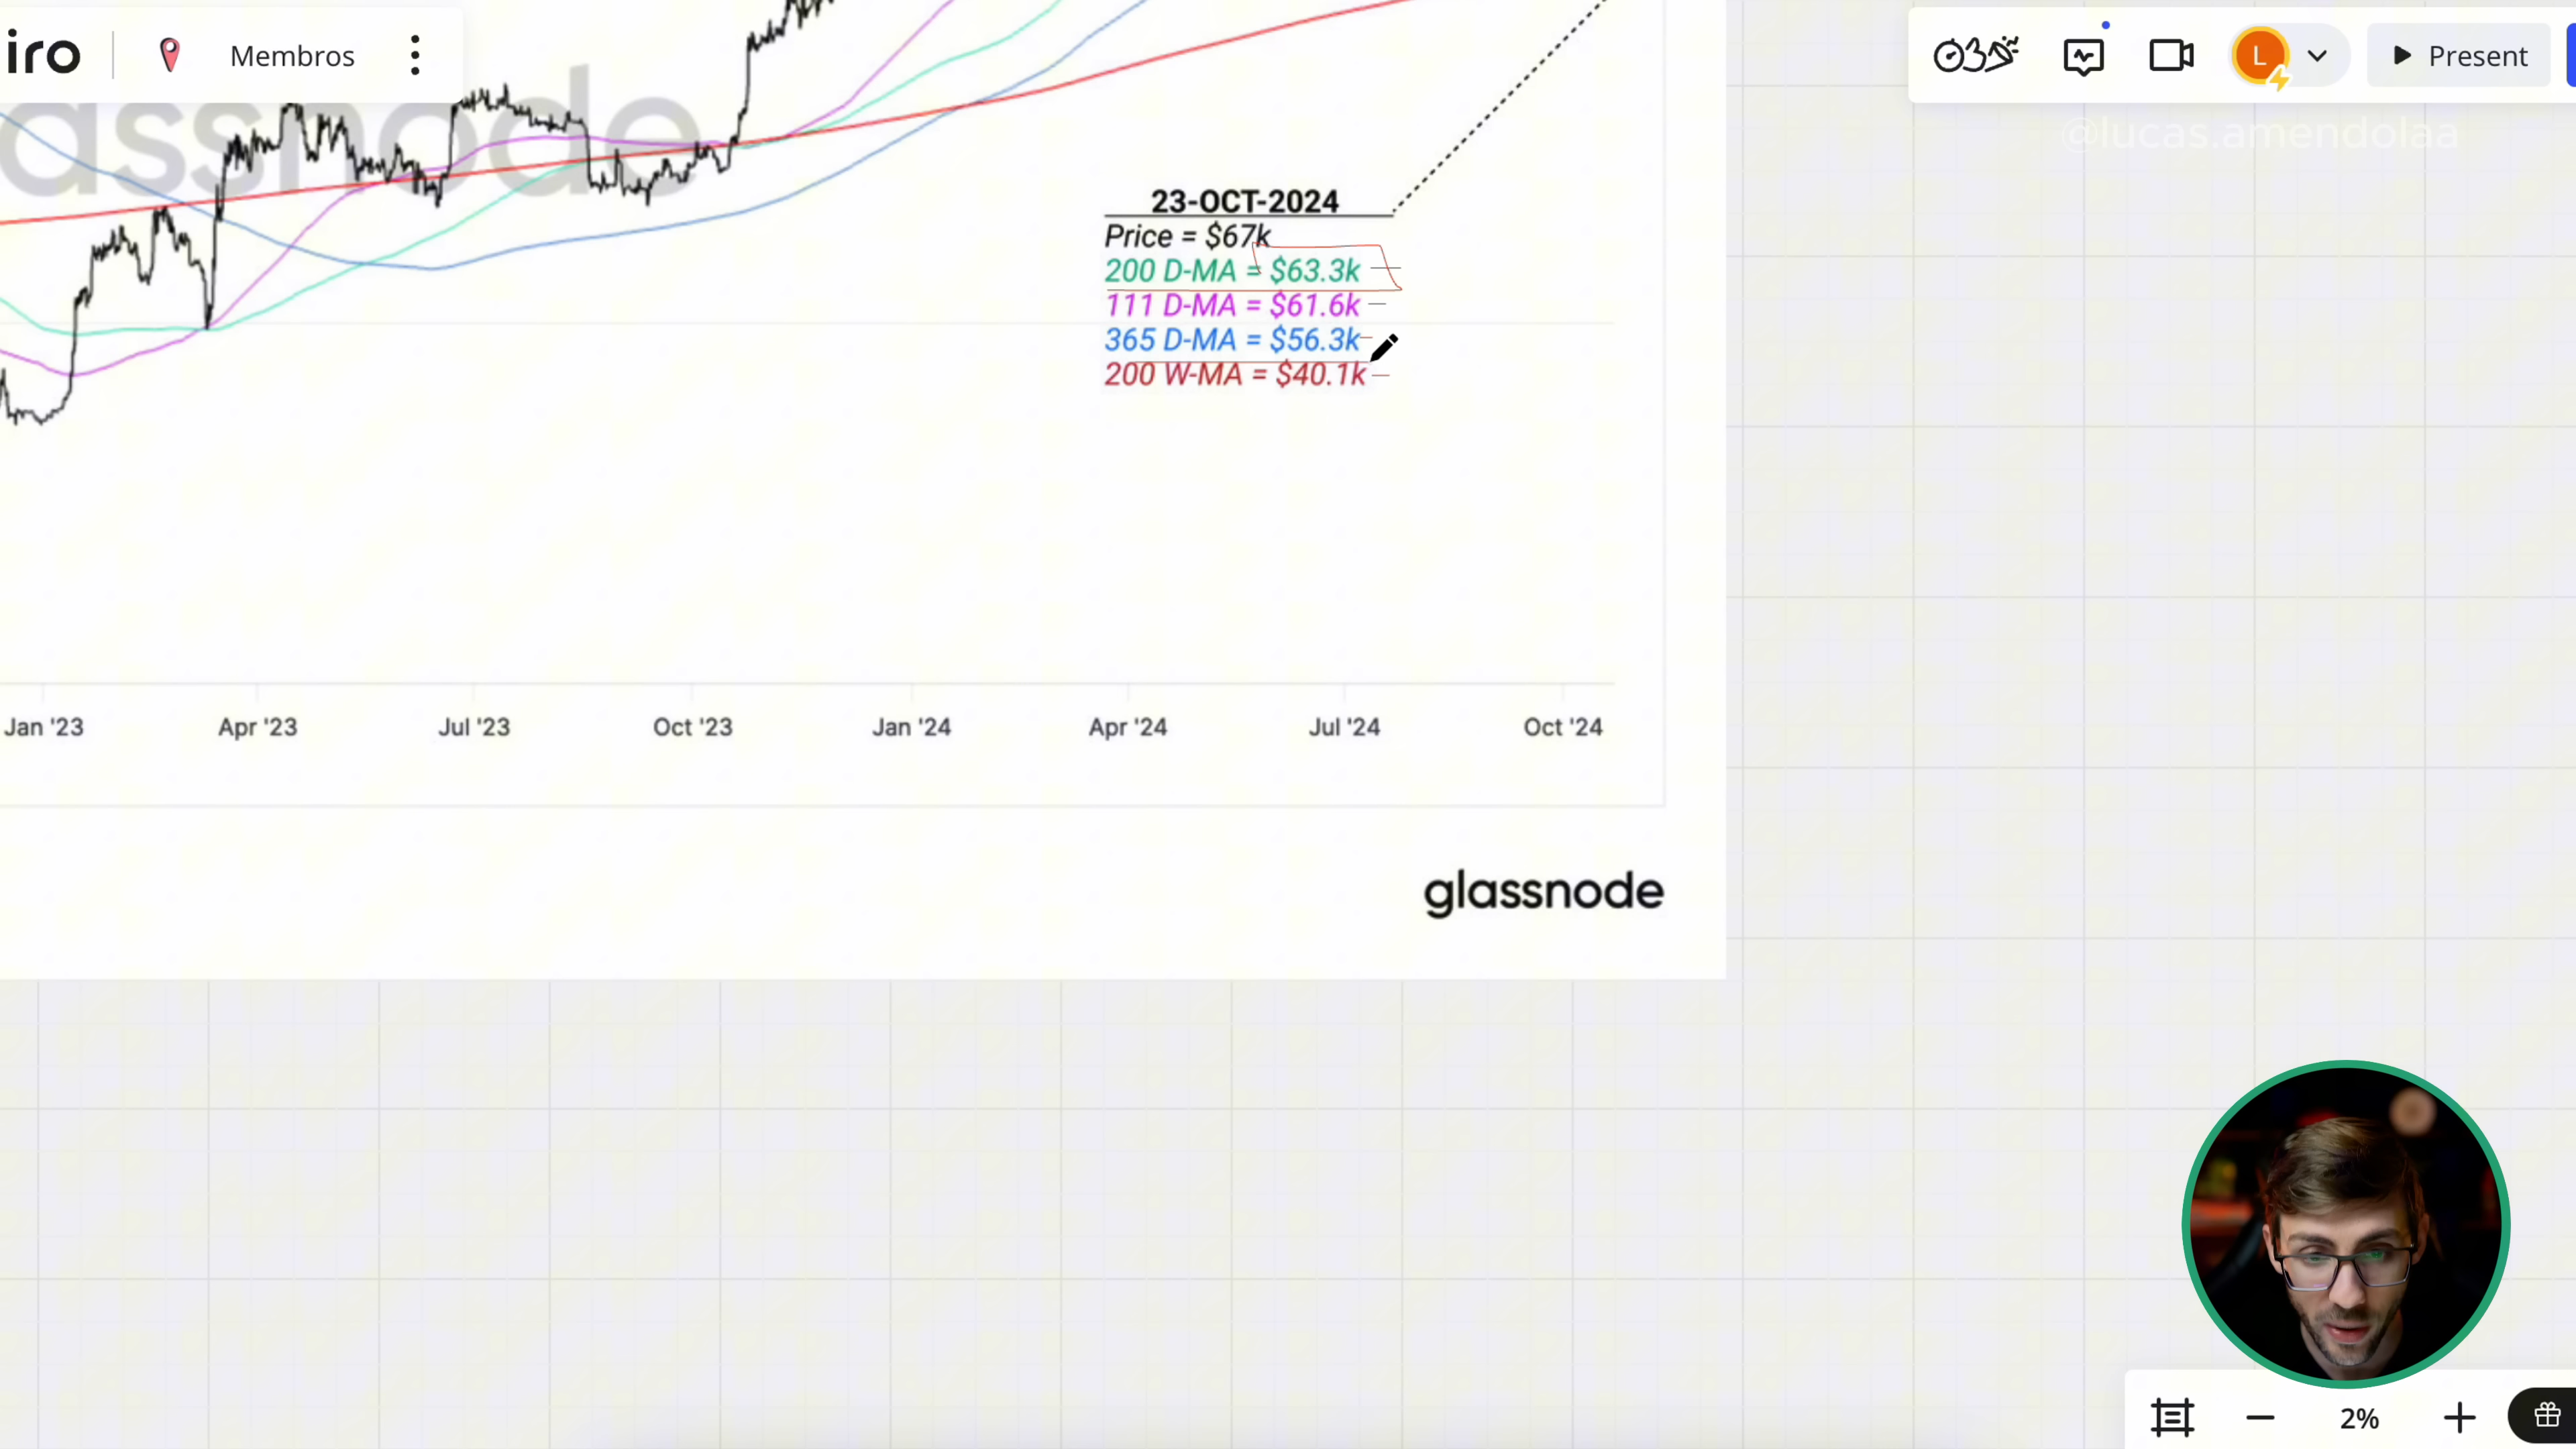 iro
Membros
L
Present
@lucas.amendolaa
assnode
23-OCT-2024
Price = $67k
200 D-MA = $63.3k
111 D-MA = $61.6k
365 D-MA = $56.3k
200 W-MA = $40.1k
Jan '23
Apr '23
Jul '23
Oct '23
Jan '24
Apr '24
Jul '24
Oct '24
glassnode
2%